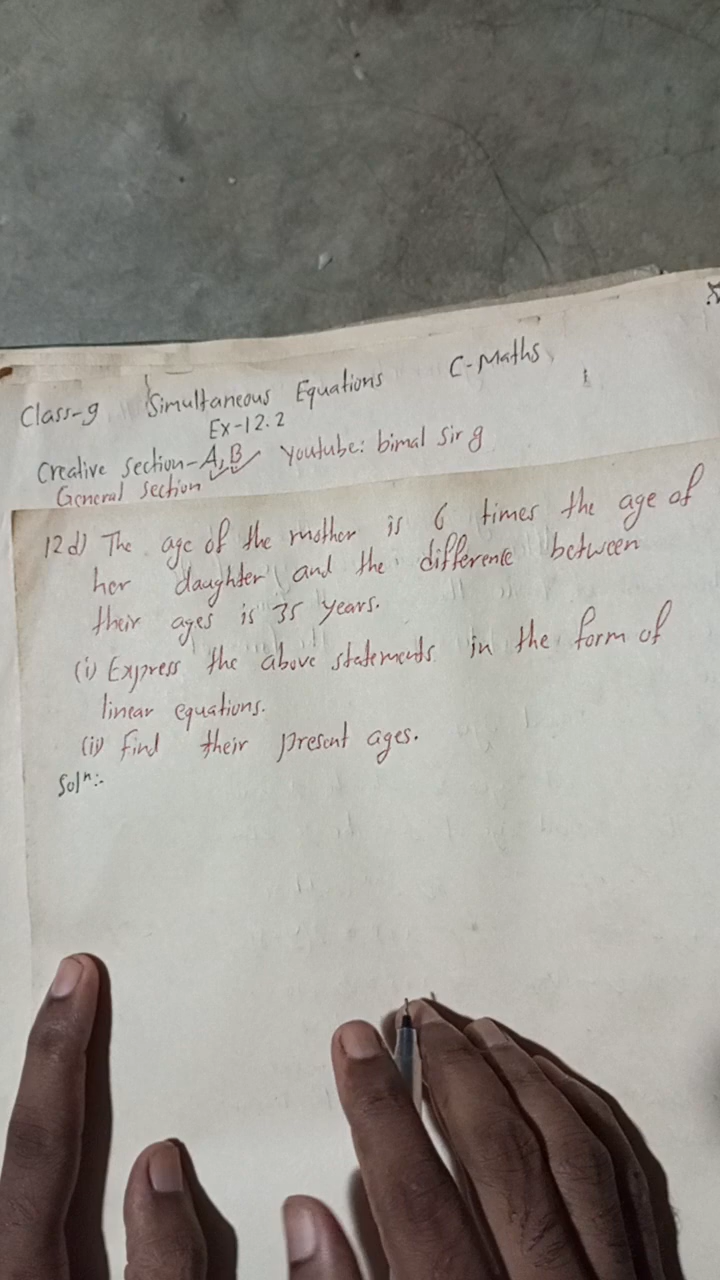 Class-9 Simultaneous Equations C-Maths
Ex-12.2
Creative section-A,B Youtube: bimal sir 9
General section
12 d) The age of the mother is 6 times the age of
her daughter and the difference between
their ages is 35 years.
(i) Express the above statements in the form of
linear equations.
(ii) Find their present ages.
Solⁿ:-